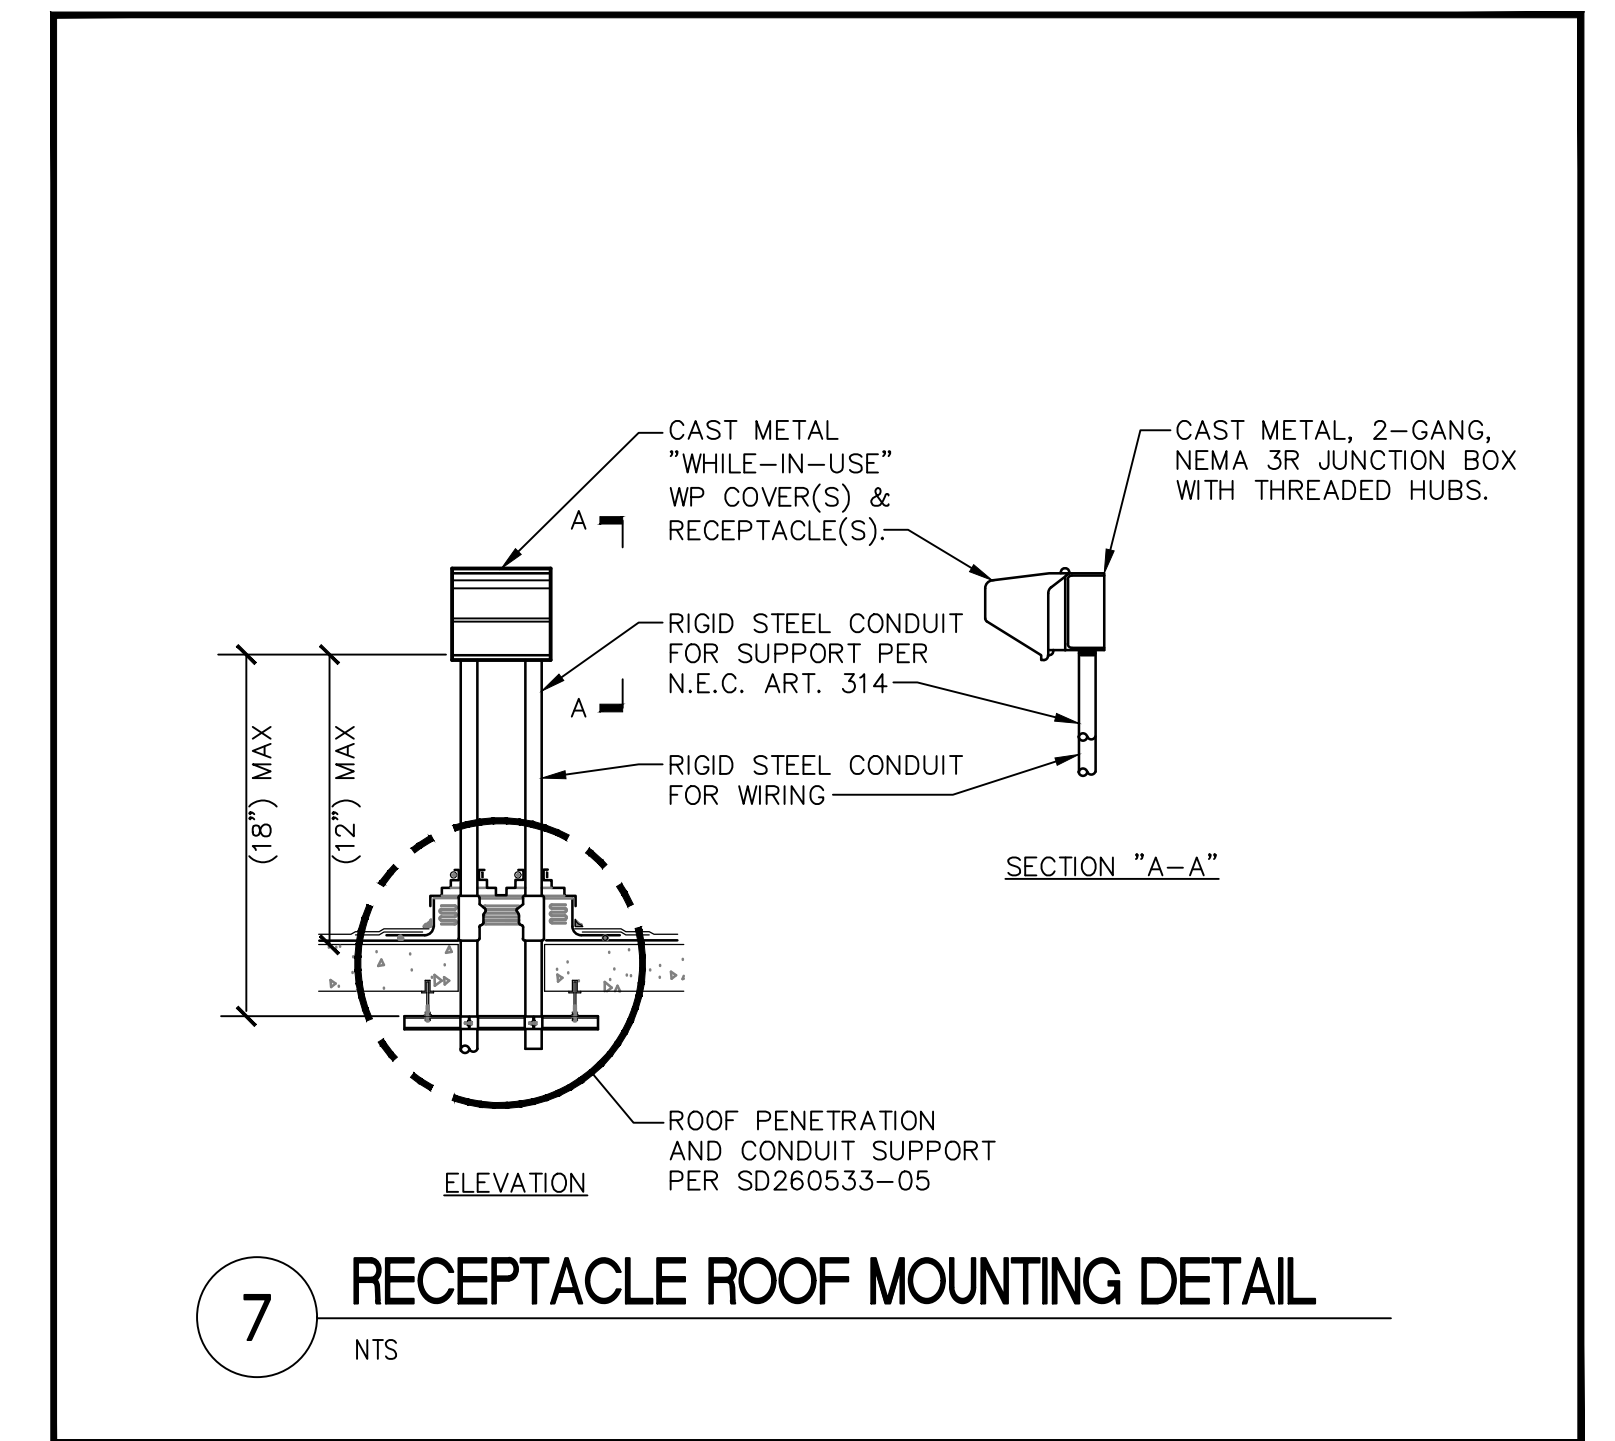 CAST METAL
”WHILE-IN-USE”
WP COVER(S) &
RECEPTACLE(S).
CAST METAL, 2-GANG,
NEMA 3R JUNCTION BOX
WITH THREADED HUBS.
A
RIGID STEEL CONDUIT
FOR SUPPORT PER
N.E.C. ART. 314
A
RIGID STEEL CONDUIT
FOR WIRING
(18”) MAX
(12”) MAX
SECTION ”A-A”
ROOF PENETRATION
AND CONDUIT SUPPORT
PER SD260533-05
ELEVATION
7
RECEPTACLE ROOF MOUNTING DETAIL
NTS